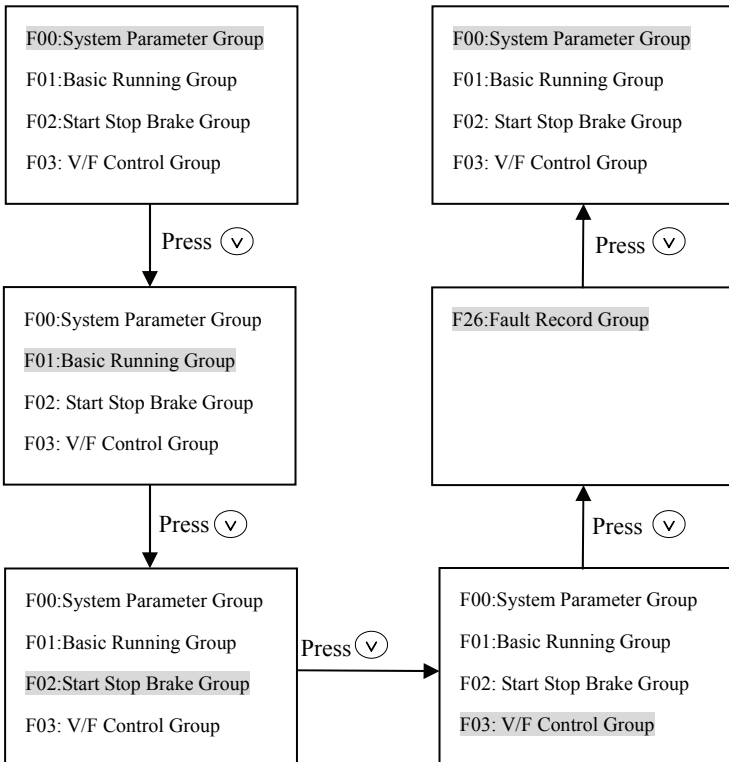 F00:System Parameter Group
F01:Basic Running Group
F02:Start Stop Brake Group
F03: V/F Control Group
Press v
F00:System Parameter Group
F01:Basic Running Group
F02: Start Stop Brake Group
F03: V/F Control Group
Press v
F00:System Parameter Group
F01:Basic Running Group
F02:Start Stop Brake Group
F03: V/F Control Group
Press v
F00:System Parameter Group
F01:Basic Running Group
F02: Start Stop Brake Group
F03: V/F Control Group
Press v
F26:Fault Record Group
Press v
F00:System Parameter Group
F01:Basic Running Group
F02: Start Stop Brake Group
F03: V/F Control Group